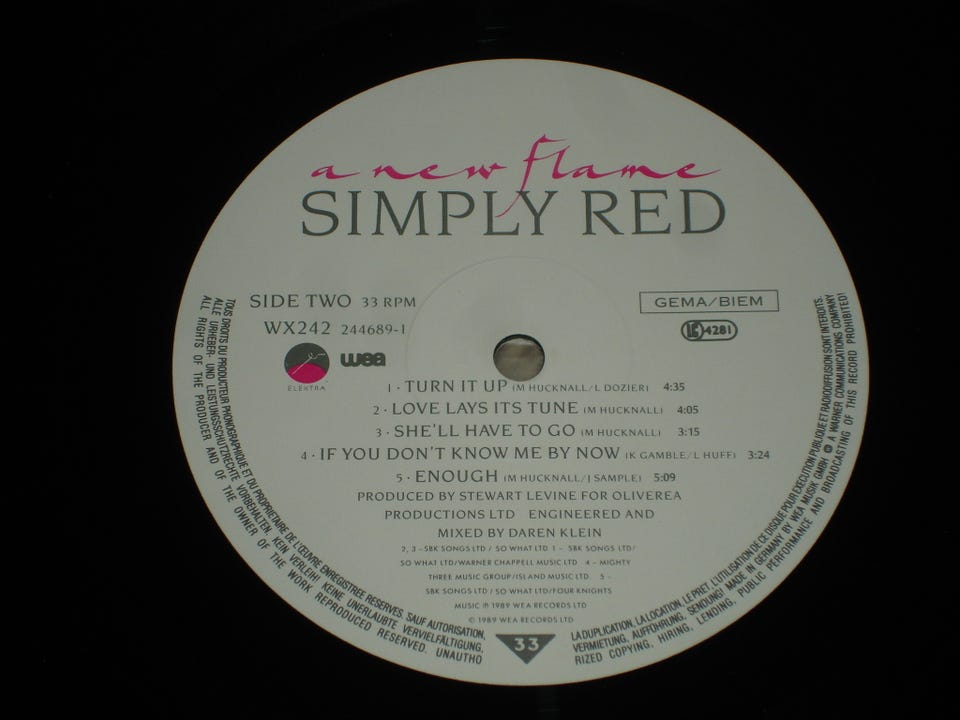 a new flame
SIMPLY RED
SIDE TWO 33 RPM
GEMA/BIEM
WX242 244689-1
LC 4281
ELEKTRA
wea
1 · TURN IT UP (M HUCKNALL/L DOZIER) 4:35
2 · LOVE LAYS ITS TUNE (M HUCKNALL) 4:05
3 · SHE'LL HAVE TO GO (M HUCKNALL) 3:15
4 · IF YOU DON'T KNOW ME BY NOW (K GAMBLE/L HUFF) 3:24
5 · ENOUGH (M HUCKNALL/J SAMPLE) 5:09
PRODUCED BY STEWART LEVINE FOR OLIVEREA
PRODUCTIONS LTD ENGINEERED AND
MIXED BY DAREN KLEIN
2, 3 – SBK SONGS LTD / SO WHAT LTD 1 – SBK SONGS LTD/
SO WHAT LTD/WARNER CHAPPELL MUSIC LTD 4 – MIGHTY
THREE MUSIC GROUP/ISLAND MUSIC LTD. 5 –
SBK SONGS LTD / SO WHAT LTD/FOUR KNIGHTS
MUSIC ℗ 1989 WEA RECORDS LTD
© 1989 WEA RECORDS LTD
33
TOUS DROITS DU PRODUCTEUR PHONOGRAPHIQUE ET DU PROPRIETAIRE DE L'ŒUVRE ENREGISTREE RESERVES. SAUF AUTORISATION,
LA DUPLICATION, LA LOCATION, LE PRET, L'UTILISATION DE CE DISQUE POUR EXECUTION PUBLIQUE ET RADIODIFFUSION SONT INTERDITS.
ALLE URHEBER- UND LEISTUNGSSCHUTZRECHTE VORBEHALTEN. KEIN VERLEIH! KEINE UNERLAUBTE VERVIELFÄLTIGUNG,
VERMIETUNG, AUFFÜHRUNG, SENDUNG! MADE IN GERMANY BY WEA MUSIK GMBH A WARNER COMMUNICATIONS COMPANY
ALL RIGHTS OF THE PRODUCER AND OF THE OWNER OF THE WORK REPRODUCED RESERVED. UNAUTHO
RIZED COPYING, HIRING, LENDING, PUBLIC PERFORMANCE AND BROADCASTING OF THIS RECORD PROHIBITED!